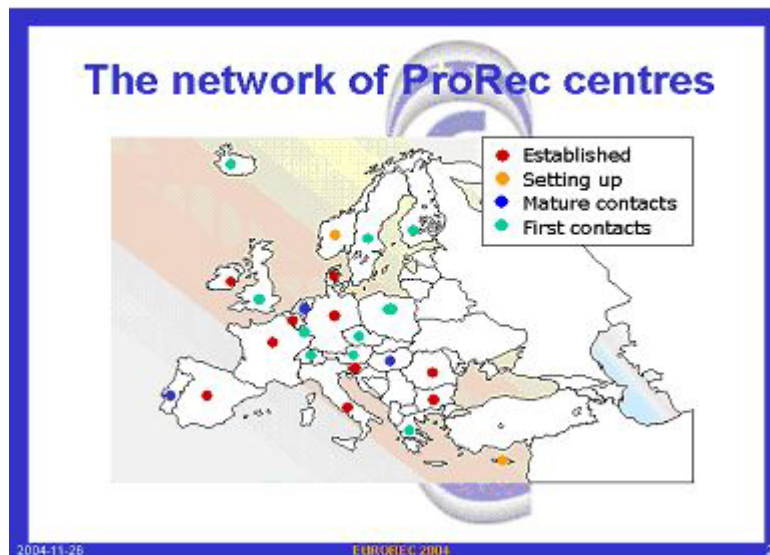 The network of ProRec centres
Established
Setting up
Mature contacts
First contacts
2004-11-26
EUROREC 2004